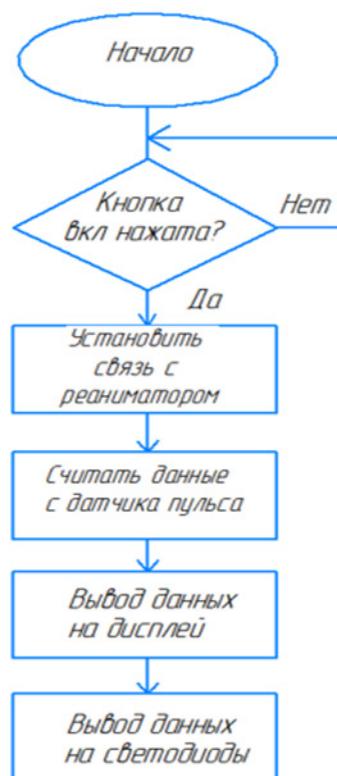 Начало
Кнопка
вкл нажата?
Нет
Да
Установить
связь с
реаниматором
Считать данные
с датчика пульса
Вывод данных
на дисплей
Вывод данных
на светодиоды